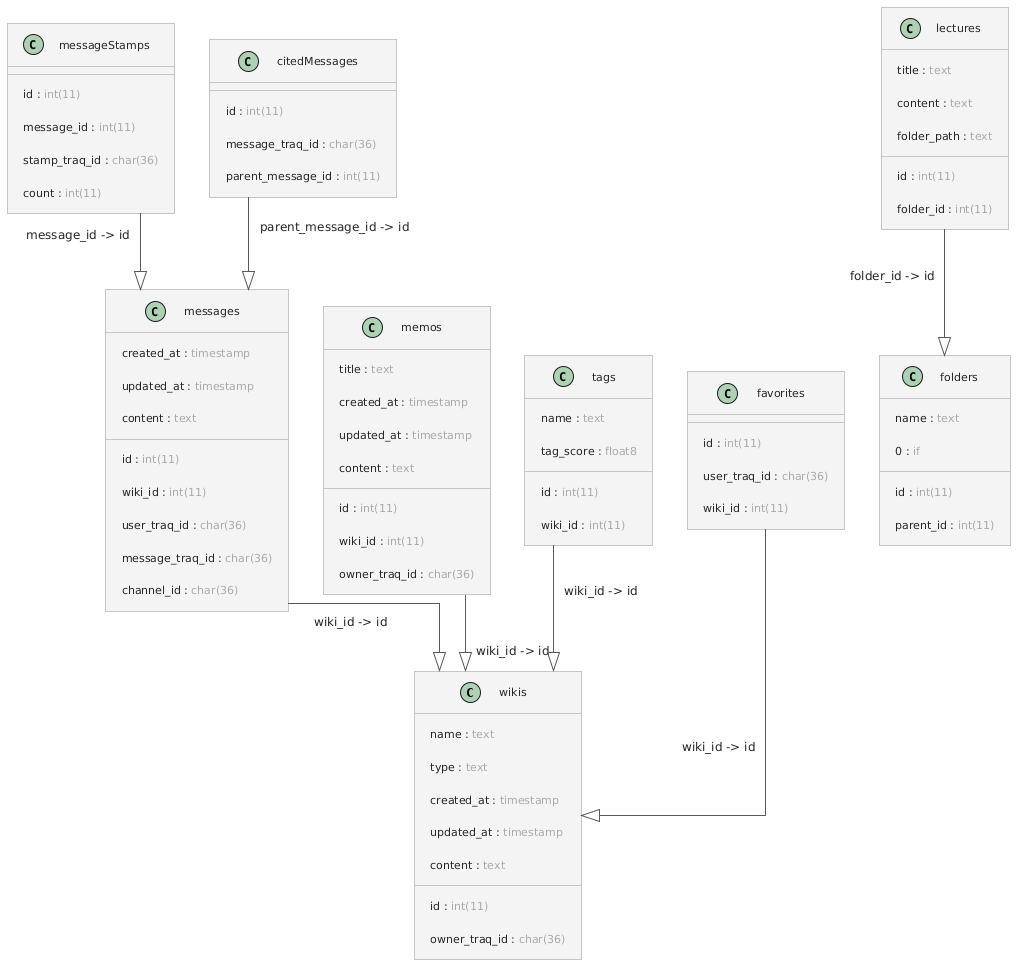 C messageStamps
id : int(11)
message_id : int(11)
stamp_traq_id : char(36)
count : int(11)
C citedMessages
id : int(11)
message_traq_id : char(36)
parent_message_id : int(11)
C lectures
title : text
content : text
folder_path : text
id : int(11)
folder_id : int(11)
message_id -> id
parent_message_id -> id
folder_id -> id
C messages
created_at : timestamp
updated_at : timestamp
content : text
id : int(11)
wiki_id : int(11)
user_traq_id : char(36)
message_traq_id : char(36)
channel_id : char(36)
C memos
title : text
created_at : timestamp
updated_at : timestamp
content : text
id : int(11)
wiki_id : int(11)
owner_traq_id : char(36)
C tags
name : text
tag_score : float8
id : int(11)
wiki_id : int(11)
C favorites
id : int(11)
user_traq_id : char(36)
wiki_id : int(11)
C folders
name : text
0 : if
id : int(11)
parent_id : int(11)
wiki_id -> id
wiki_id -> id
wiki_id -> id
wiki_id -> id
C wikis
name : text
type : text
created_at : timestamp
updated_at : timestamp
content : text
id : int(11)
owner_traq_id : char(36)